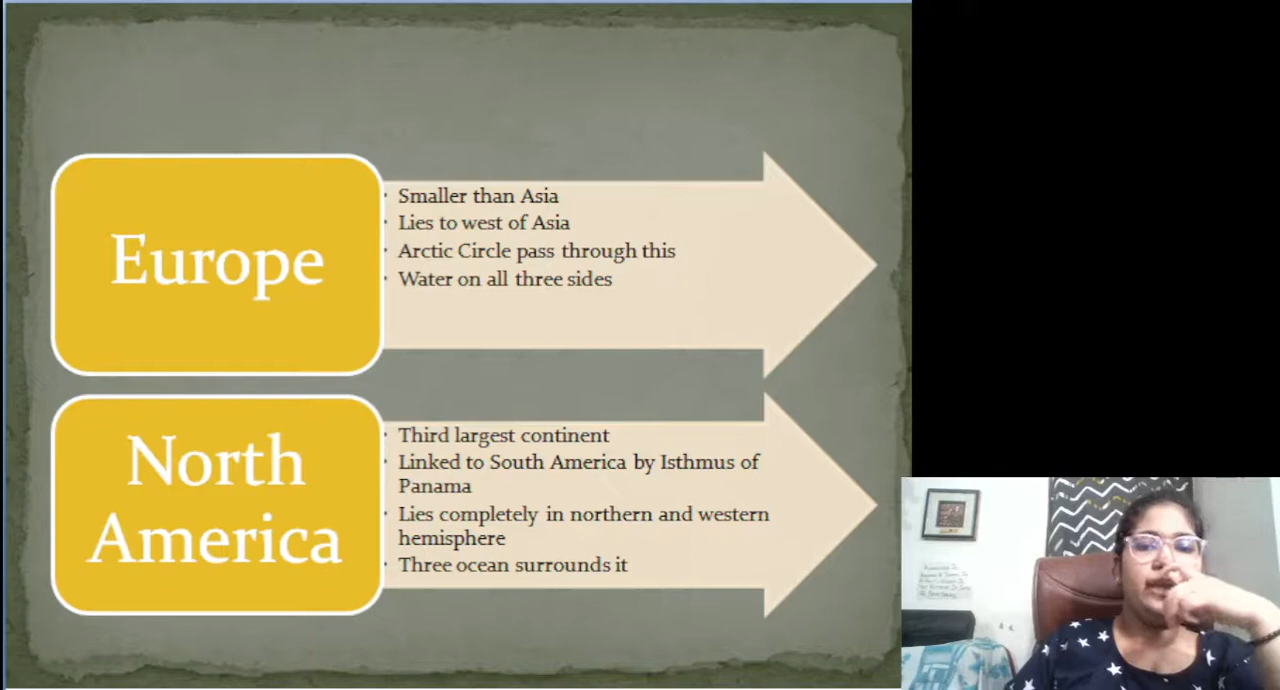 Europe
Smaller than Asia
Lies to west of Asia
Arctic Circle pass through this
Water on all three sides
North
America
Third largest continent
Linked to South America by Isthmus of
Panama
Lies completely in northern and western
hemisphere
Three ocean surrounds it